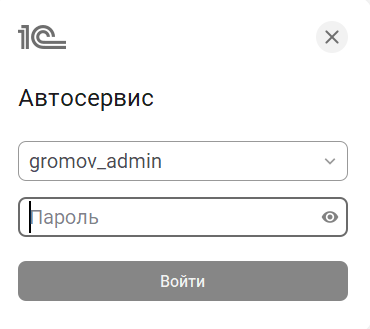 1С
Автосервис
gromov_admin
Пароль
Войти